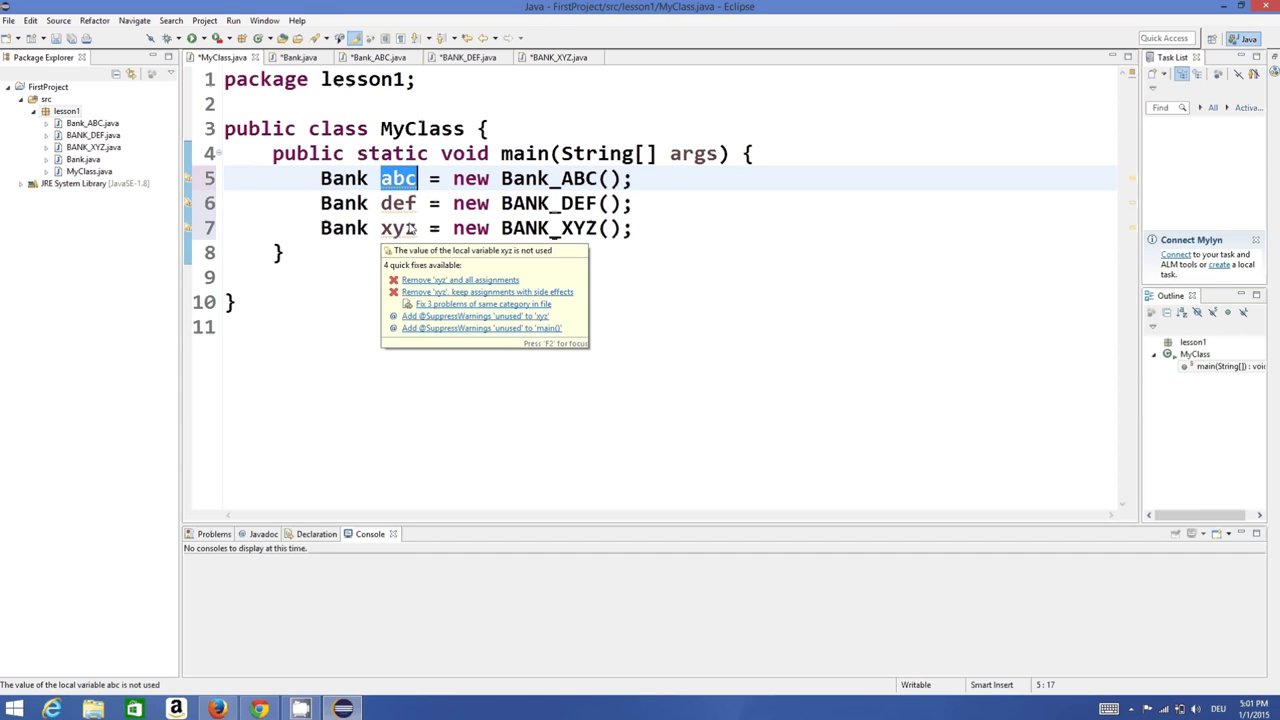 Java - FirstProject/src/lesson1/MyClass.java - Eclipse
File Edit Source Refactor Navigate Search Project Run Window Help
Quick Access Java
Package Explorer
FirstProject
src
lesson1
Bank_ABC.java
BANK_DEF.java
BANK_XYZ.java
Bank.java
MyClass.java
JRE System Library [JavaSE-1.8]
*MyClass.java *Bank.java *Bank_ABC.java *BANK_DEF.java *BANK_XYZ.java
1 package lesson1;
2
3 public class MyClass {
4 public static void main(String[] args) {
5 Bank abc = new Bank_ABC();
6 Bank def = new BANK_DEF();
7 Bank xyz = new BANK_XYZ();
8 }
9
10 }
11
The value of the local variable xyz is not used
4 quick fixes available:
Remove 'xyz' and all assignments
Remove 'xyz', keep assignments with side effects
Fix 3 problems of same category in file
Add @SuppressWarnings 'unused' to 'xyz'
Add @SuppressWarnings 'unused' to 'main()'
Press 'F2' for focus
Task List
Find All Activa...
Connect Mylyn
Connect to your task and
ALM tools or create a local
task.
Outline
lesson1
MyClass
main(String[]) : void
Problems Javadoc Declaration Console
No consoles to display at this time.
The value of the local variable abc is not used
Writable Smart Insert 5 : 17
DEU
5:01 PM
1/1/2015